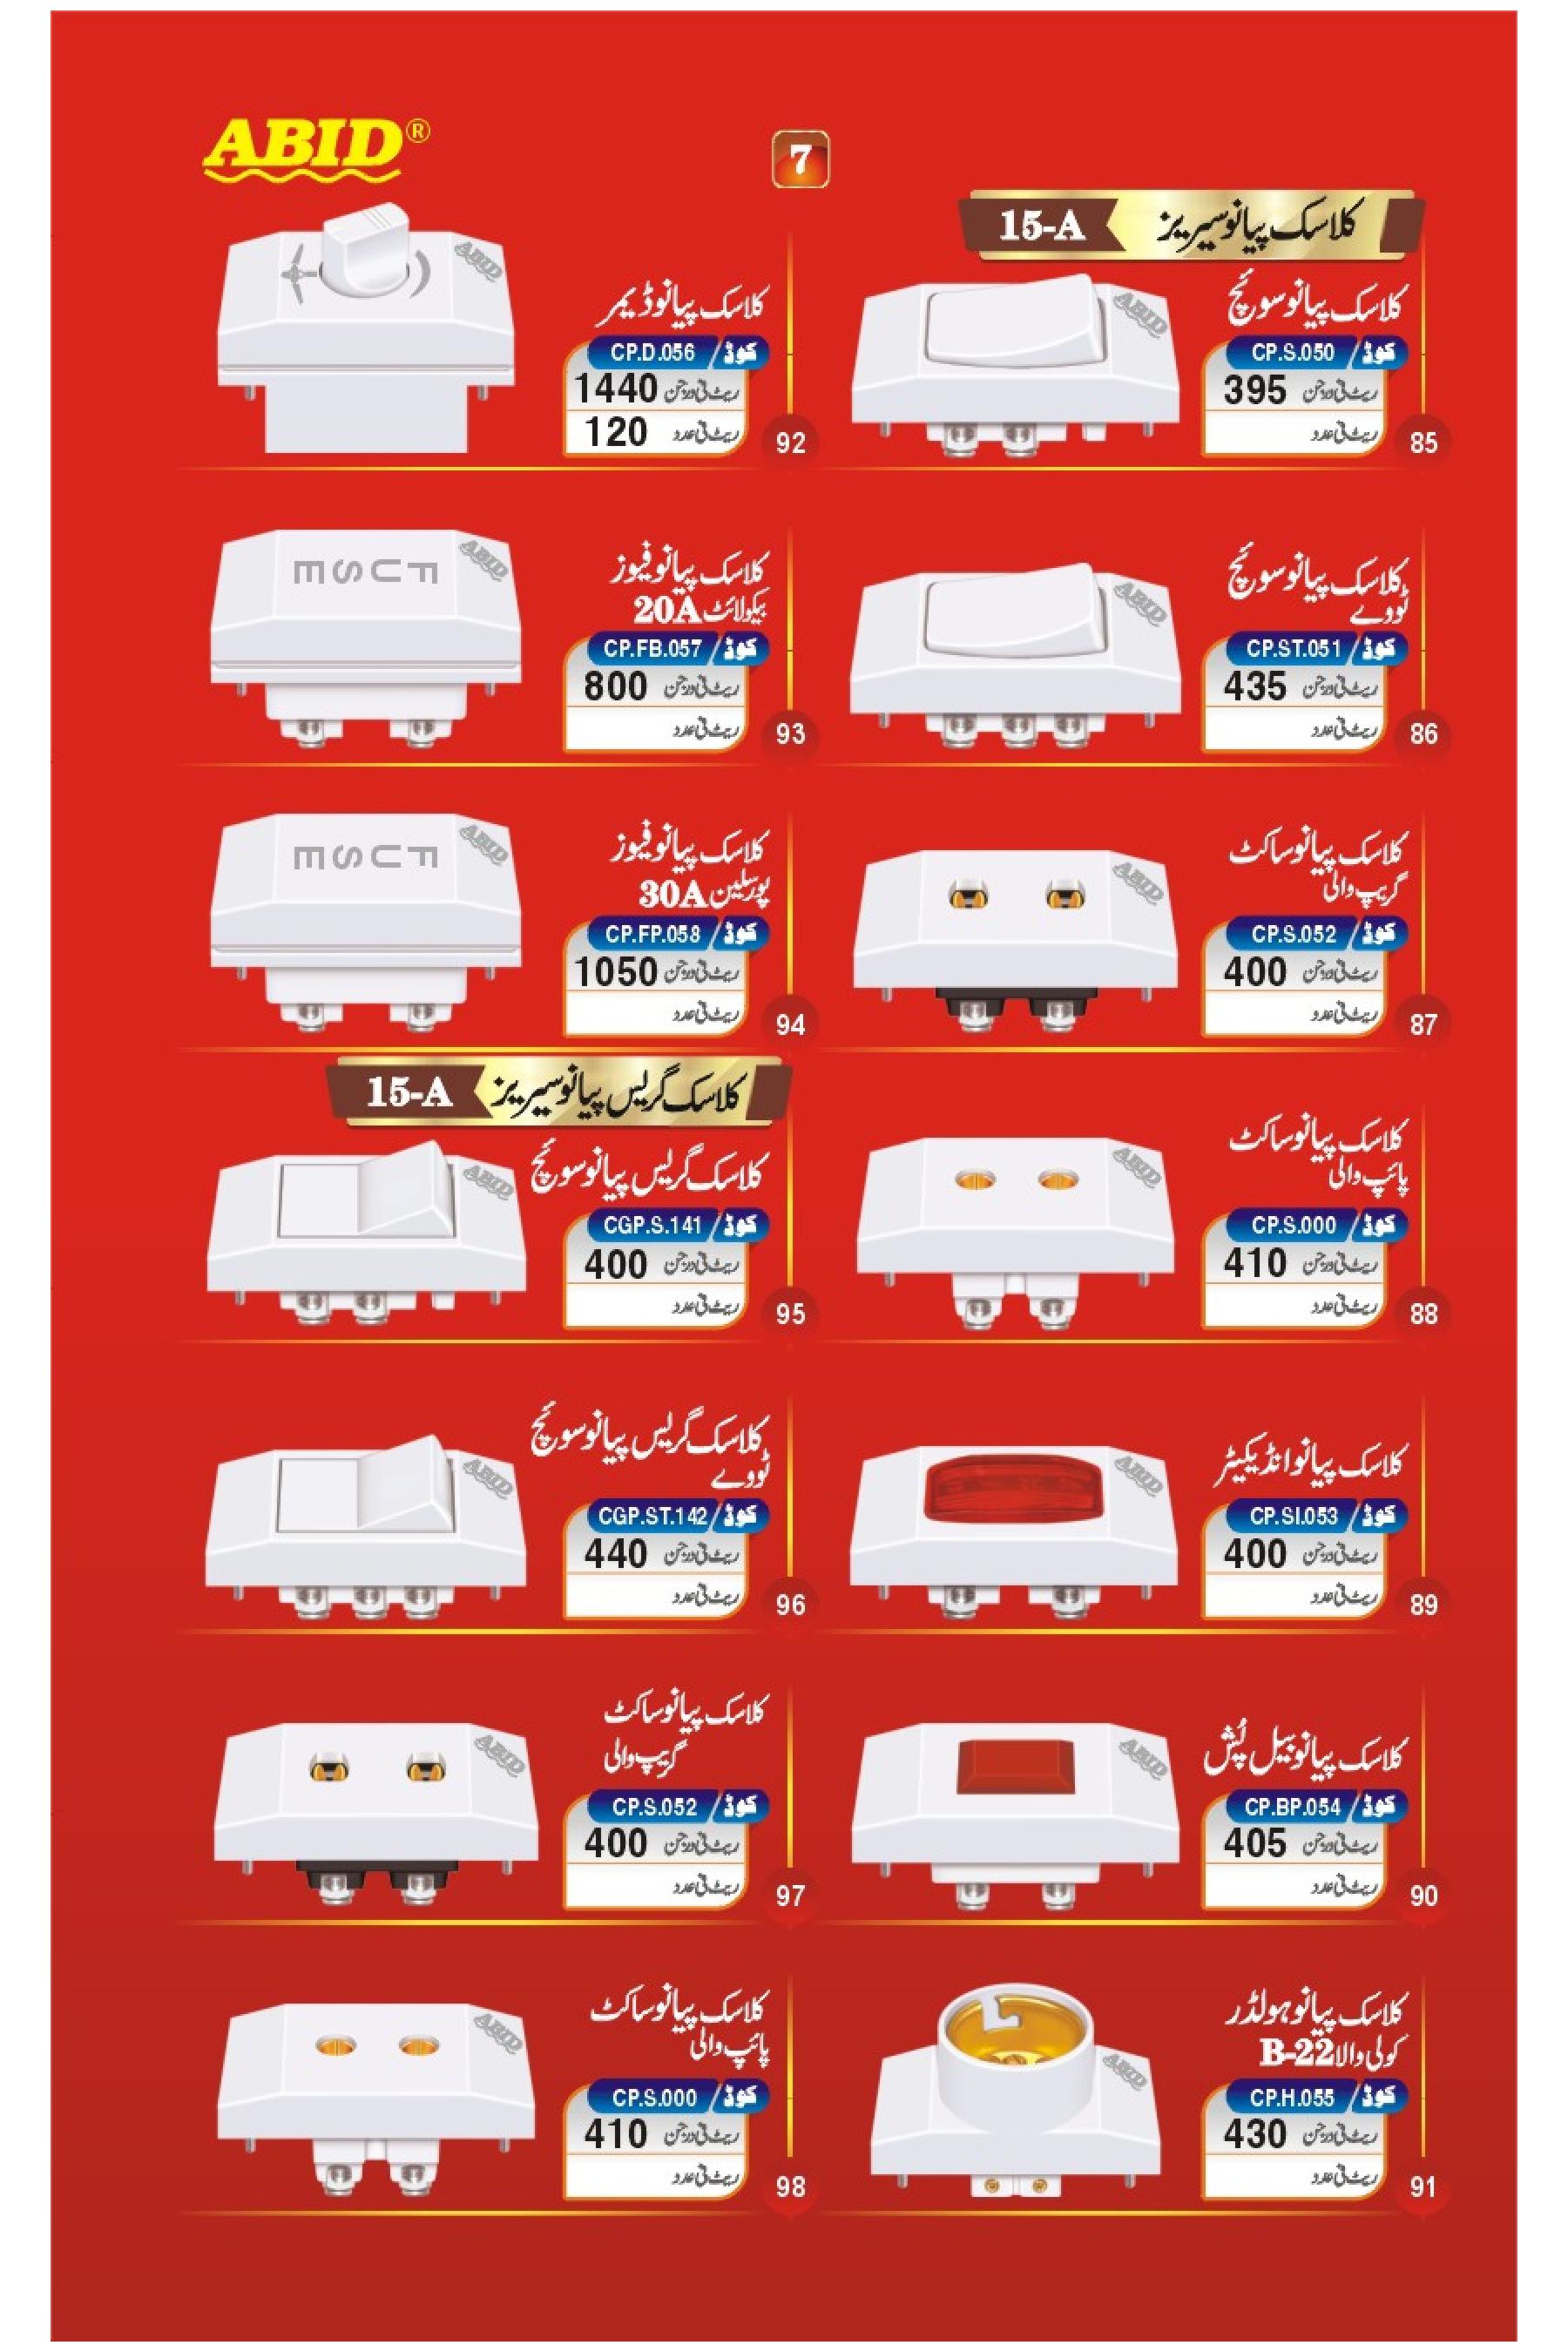 ABID®
7
کلاسک پیانو سیریز 15-A
کلاسک پیانو سوئچ
کوڈ / CP.S.050
ریٹ فی درجن 395
ریٹ فی عدد
85
کلاسک پیانو سوئچ
ٹو وے
کوڈ / CP.ST.051
ریٹ فی درجن 435
ریٹ فی عدد
86
کلاسک پیانو ساکٹ
گریپ والی
کوڈ / CP.S.052
ریٹ فی درجن 400
ریٹ فی عدد
87
کلاسک پیانو ساکٹ
پائپ والی
کوڈ / CP.S.000
ریٹ فی درجن 410
ریٹ فی عدد
88
کلاسک پیانو انڈیکیٹر
کوڈ / CP.SI.053
ریٹ فی درجن 400
ریٹ فی عدد
89
کلاسک پیانو بیل پُش
کوڈ / CP.BP.054
ریٹ فی درجن 405
ریٹ فی عدد
90
کلاسک پیانو ہولڈر
کولی والا B-22
کوڈ / CP.H.055
ریٹ فی درجن 430
ریٹ فی عدد
91
کلاسک پیانو ڈیمر
کوڈ / CP.D.056
ریٹ فی درجن 1440
ریٹ فی عدد 120
92
FUSE
کلاسک پیانو فیوز
بیکولائٹ 20A
کوڈ / CP.FB.057
ریٹ فی درجن 800
ریٹ فی عدد
93
FUSE
کلاسک پیانو فیوز
پورسلین 30A
کوڈ / CP.FP.058
ریٹ فی درجن 1050
ریٹ فی عدد
94
کلاسک گریس پیانو سیریز 15-A
کلاسک گریس پیانو سوئچ
کوڈ / CGP.S.141
ریٹ فی درجن 400
ریٹ فی عدد
95
کلاسک گریس پیانو سوئچ
ٹو وے
کوڈ / CGP.ST.142
ریٹ فی درجن 440
ریٹ فی عدد
96
کلاسک پیانو ساکٹ
گریپ والی
کوڈ / CP.S.052
ریٹ فی درجن 400
ریٹ فی عدد
97
کلاسک پیانو ساکٹ
پائپ والی
کوڈ / CP.S.000
ریٹ فی درجن 410
ریٹ فی عدد
98